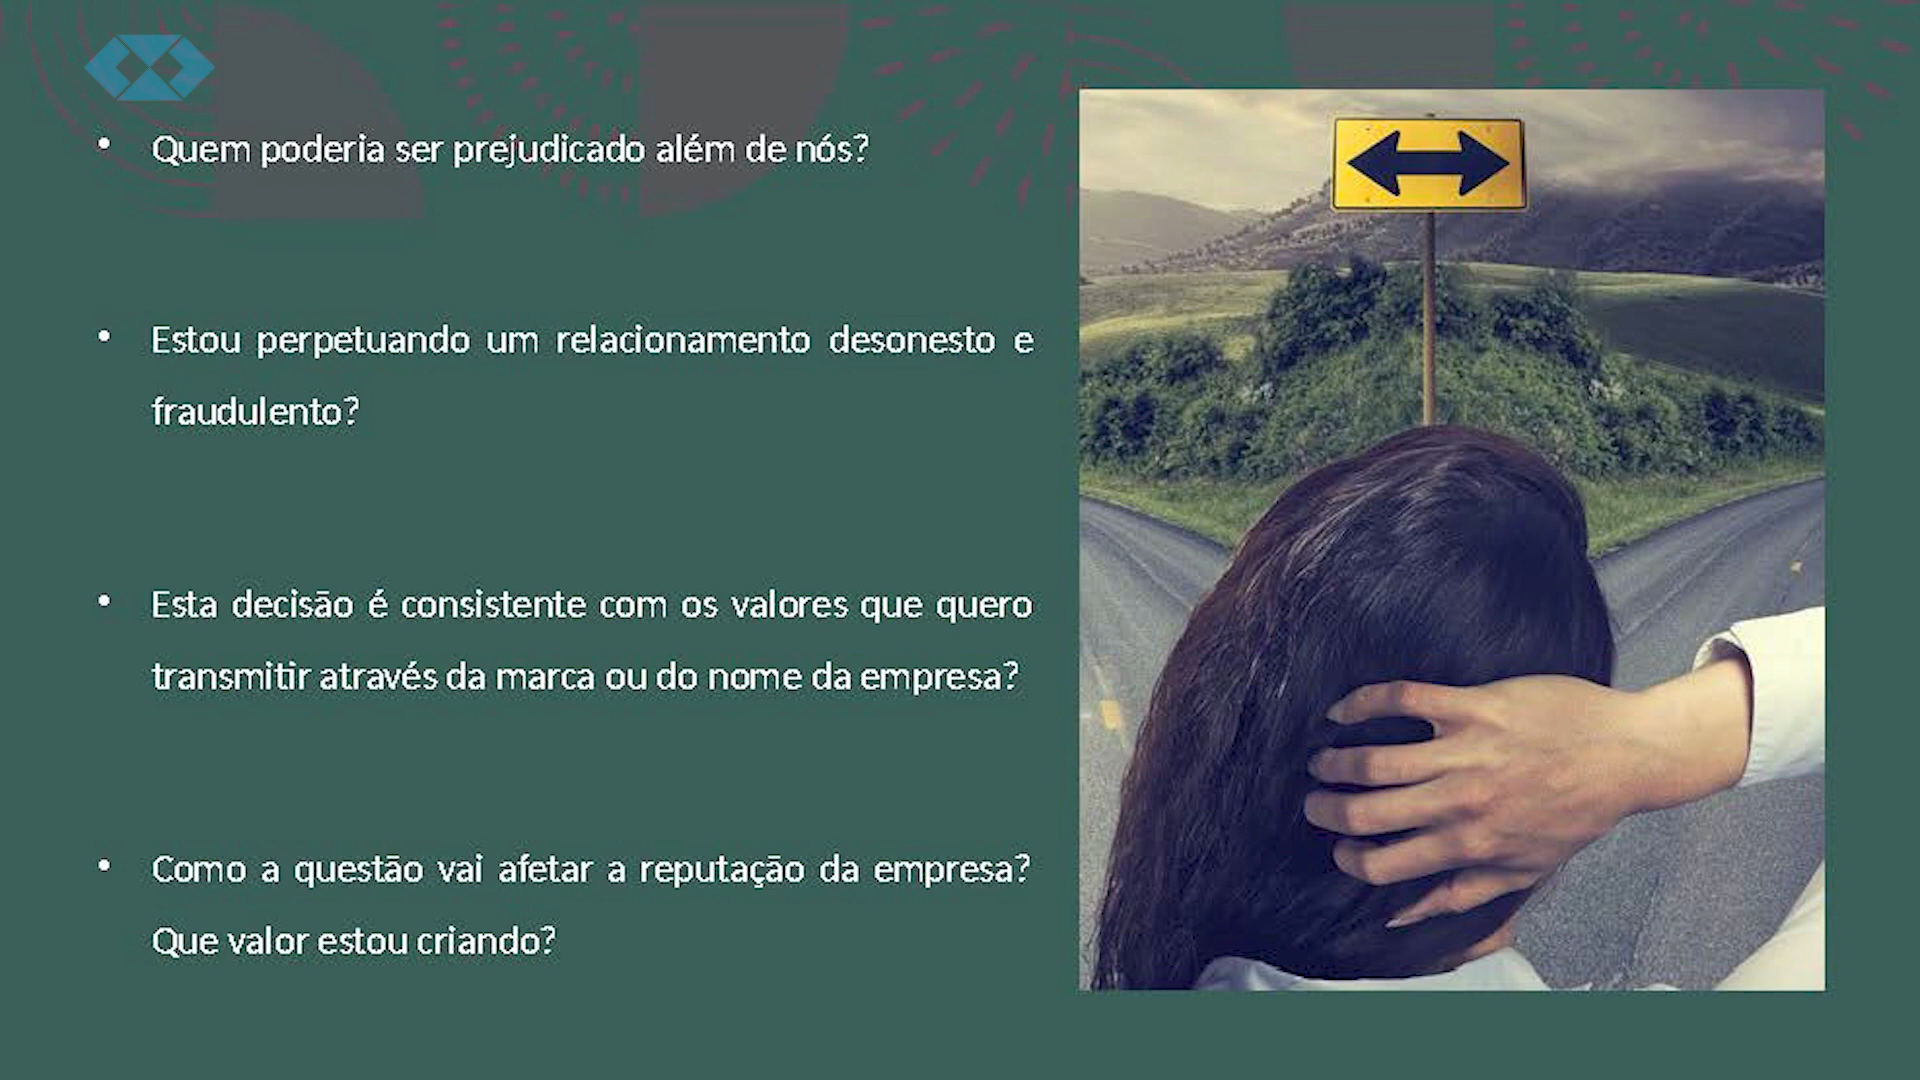 • Quem poderia ser prejudicado além de nós?
• Estou perpetuando um relacionamento desonesto e
fraudulento?
• Esta decisão é consistente com os valores que quero
transmitir através da marca ou do nome da empresa?
• Como a questão vai afetar a reputação da empresa?
Que valor estou criando?